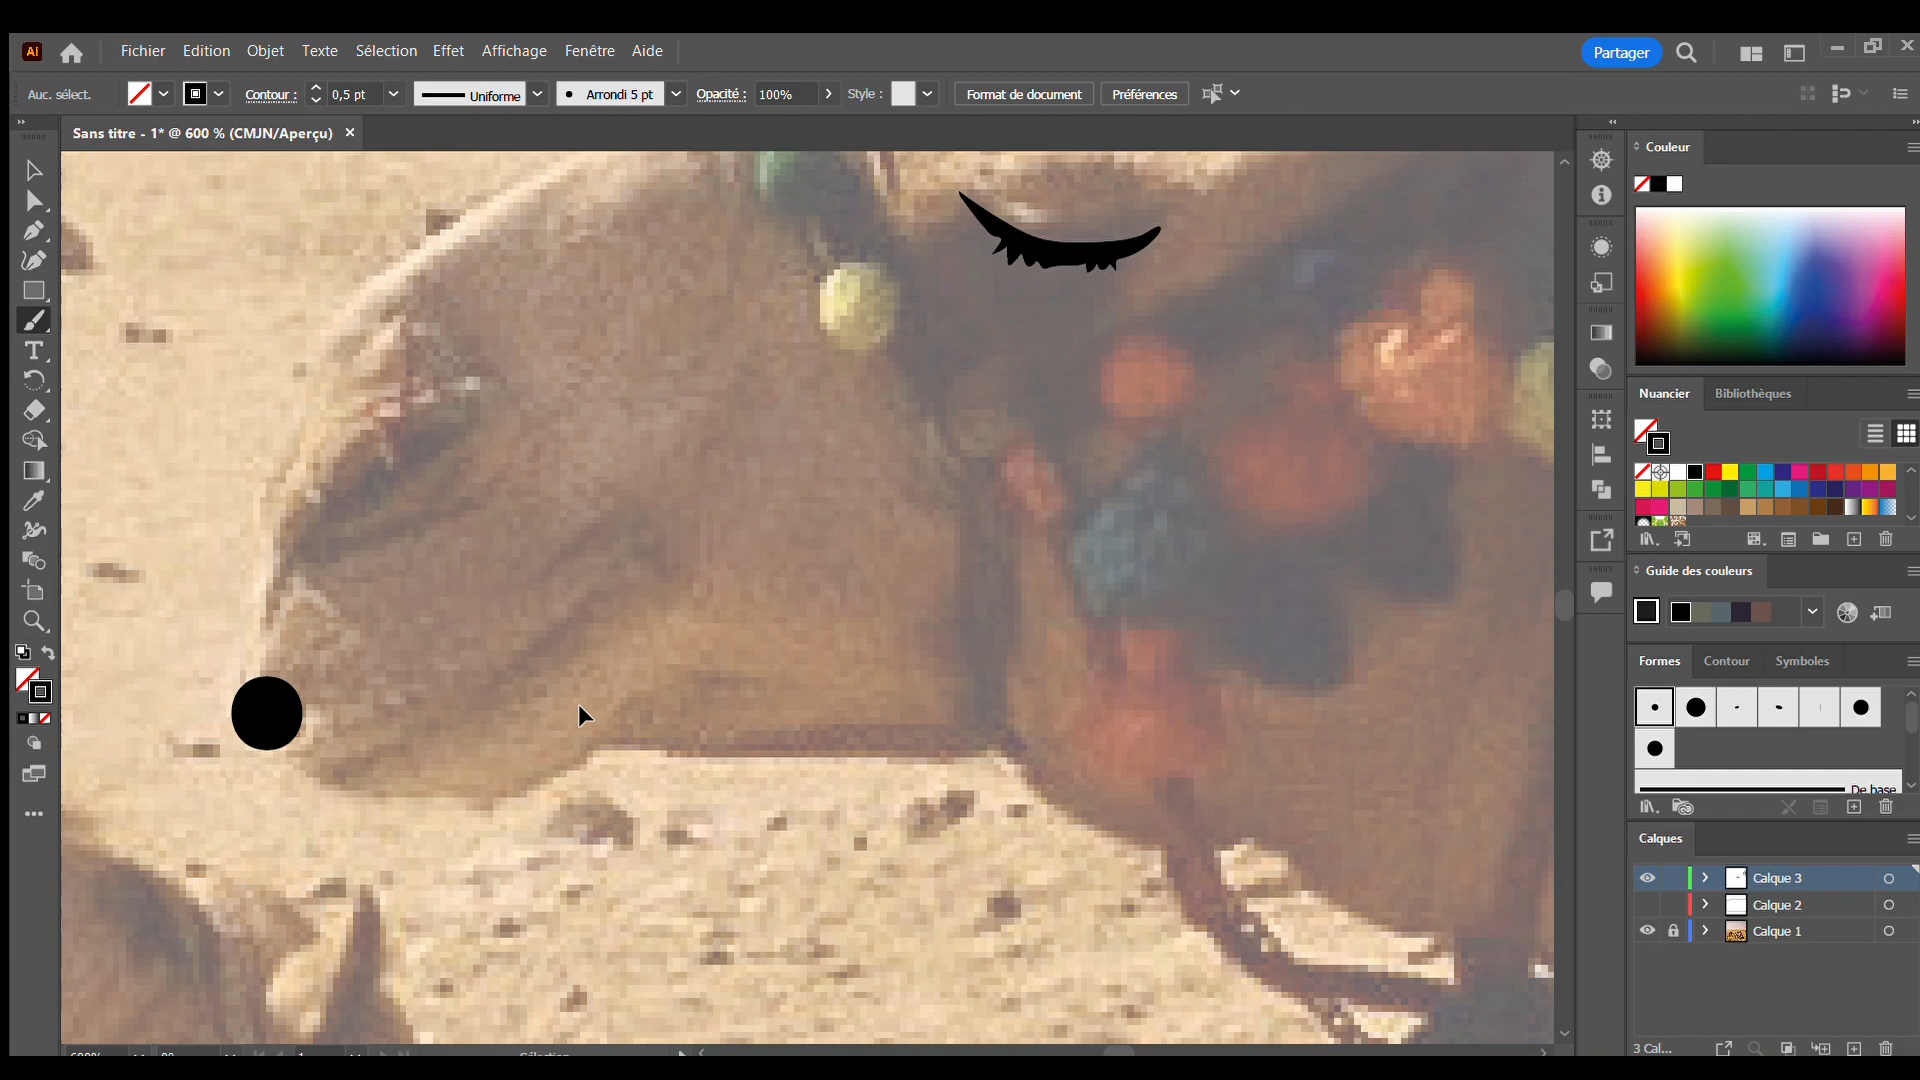 Ai Fichier Edition Objet Texte Sélection Effet Affichage Fenêtre Aide Partager
Auc. sélect. Contour : 0,5 pt Uniforme Arrondi 5 pt Opacité : 100% Style : Format de document Préférences
Sans titre - 1* @ 600 % (CMJN/Aperçu)
Couleur
Nuancier Bibliothèques
Guide des couleurs
Formes Contour Symboles
De base
Calques
Calque 3
Calque 2
Calque 1
3 Cal...